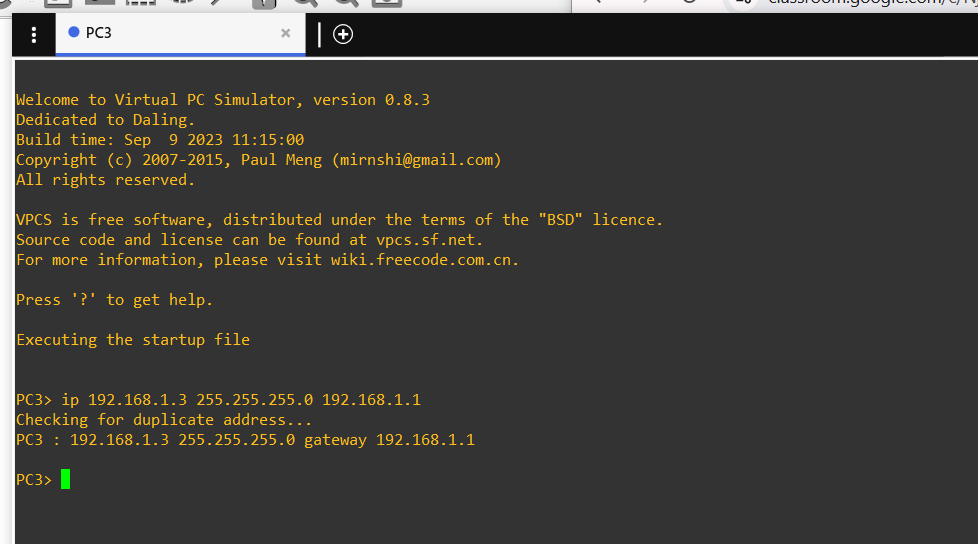 classroom.google.com/c/
PC3
Welcome to Virtual PC Simulator, version 0.8.3
Dedicated to Daling.
Build time: Sep  9 2023 11:15:00
Copyright (c) 2007-2015, Paul Meng (mirnshi@gmail.com)
All rights reserved.
VPCS is free software, distributed under the terms of the "BSD" licence.
Source code and license can be found at vpcs.sf.net.
For more information, please visit wiki.freecode.com.cn.
Press '?' to get help.
Executing the startup file
PC3> ip 192.168.1.3 255.255.255.0 192.168.1.1
Checking for duplicate address...
PC3 : 192.168.1.3 255.255.255.0 gateway 192.168.1.1
PC3>